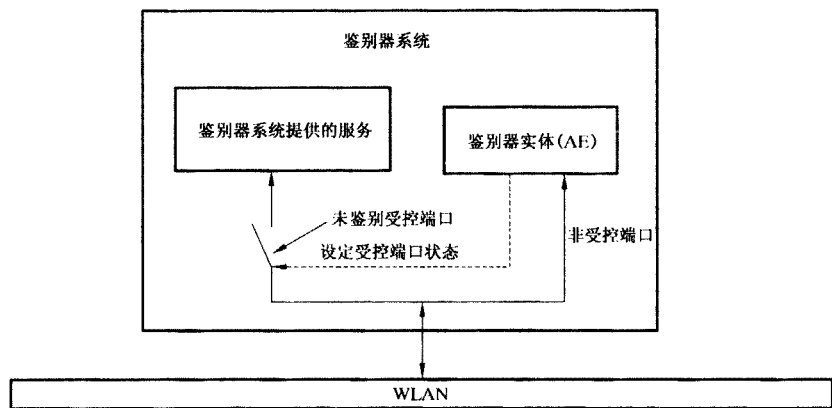 鉴别器系统
鉴别器系统提供的服务
鉴别器实体(AE)
未鉴别受控端口
设定受控端口状态
非受控端口
WLAN